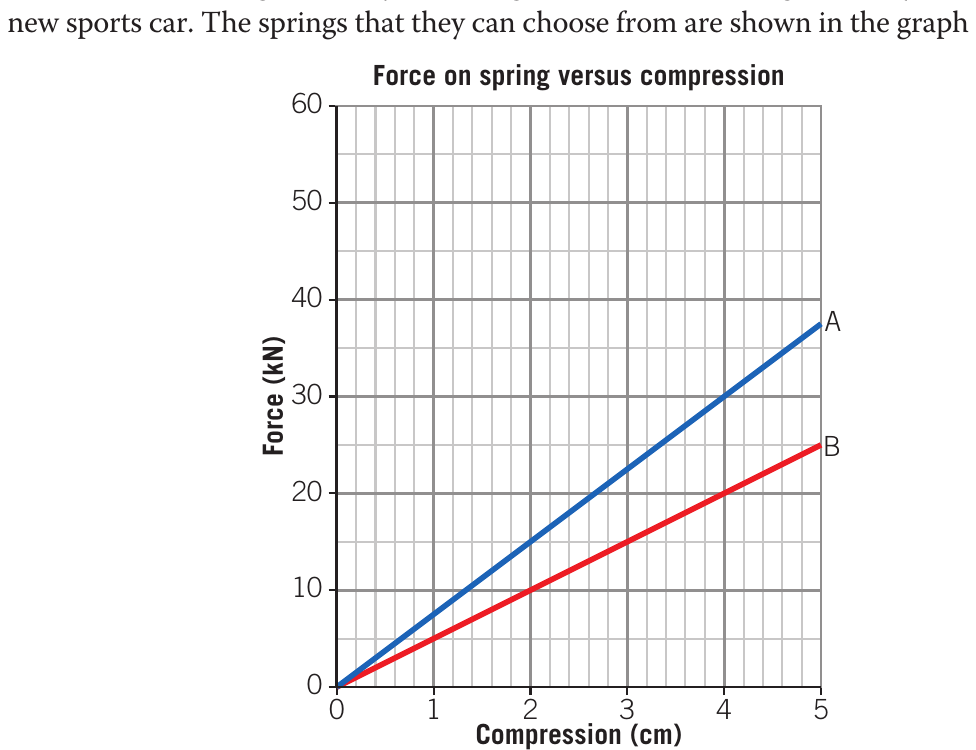 new sports car. The springs that they can choose from are shown in the graph
Force on spring versus compression
60
50
40
30
20
10
0
Force (kN)
A
B
0 1 2 3 4 5
Compression (cm)